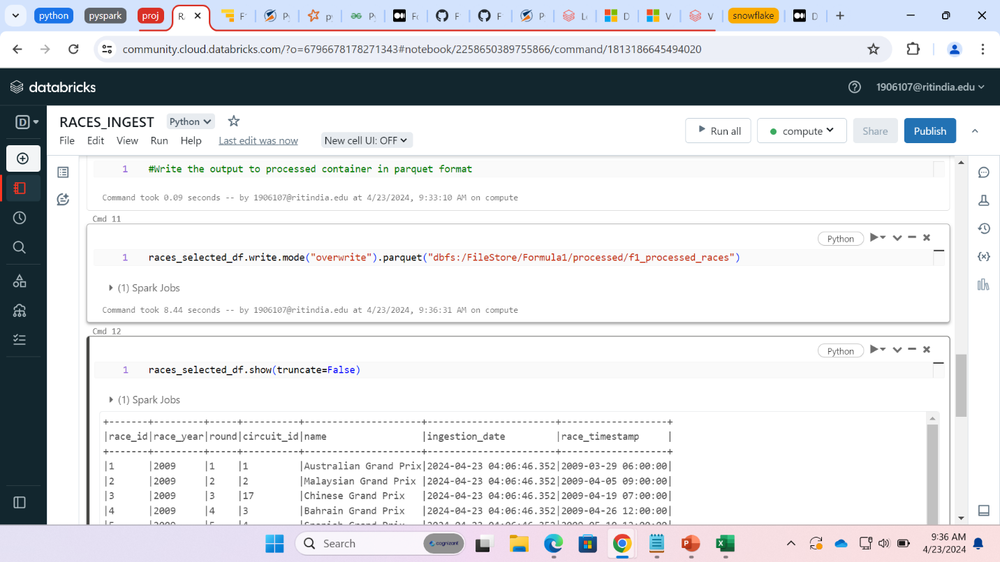 python
pyspark
proj
snowflake
community.cloud.databricks.com/?o=6796678178271343#notebook/2258650389755866/command/1813186645494020
databricks
1906107@ritindia.edu
D
RACES_INGEST
Python
File Edit View Run Help Last edit was now New cell UI: OFF
Run all
compute
Share
Publish
1 #Write the output to processed container in parquet format
Command took 0.09 seconds -- by 1906107@ritindia.edu at 4/23/2024, 9:33:10 AM on compute
Cmd 11
Python
1 races_selected_df.write.mode("overwrite").parquet("dbfs:/FileStore/Formula1/processed/f1_processed_races")
(1) Spark Jobs
Command took 8.44 seconds -- by 1906107@ritindia.edu at 4/23/2024, 9:36:31 AM on compute
Cmd 12
Python
1 races_selected_df.show(truncate=False)
(1) Spark Jobs
+-------+---------+-----+----------+---------------------+-----------------------+-------------------+
|race_id|race_year|round|circuit_id|name |ingestion_date |race_timestamp |
+-------+---------+-----+----------+---------------------+-----------------------+-------------------+
|1 |2009 |1 |1 |Australian Grand Prix|2024-04-23 04:06:46.352|2009-03-29 06:00:00|
|2 |2009 |2 |2 |Malaysian Grand Prix |2024-04-23 04:06:46.352|2009-04-05 09:00:00|
|3 |2009 |3 |17 |Chinese Grand Prix |2024-04-23 04:06:46.352|2009-04-19 07:00:00|
|4 |2009 |4 |3 |Bahrain Grand Prix |2024-04-23 04:06:46.352|2009-04-26 12:00:00|
Search
cognizant
9:36 AM
4/23/2024